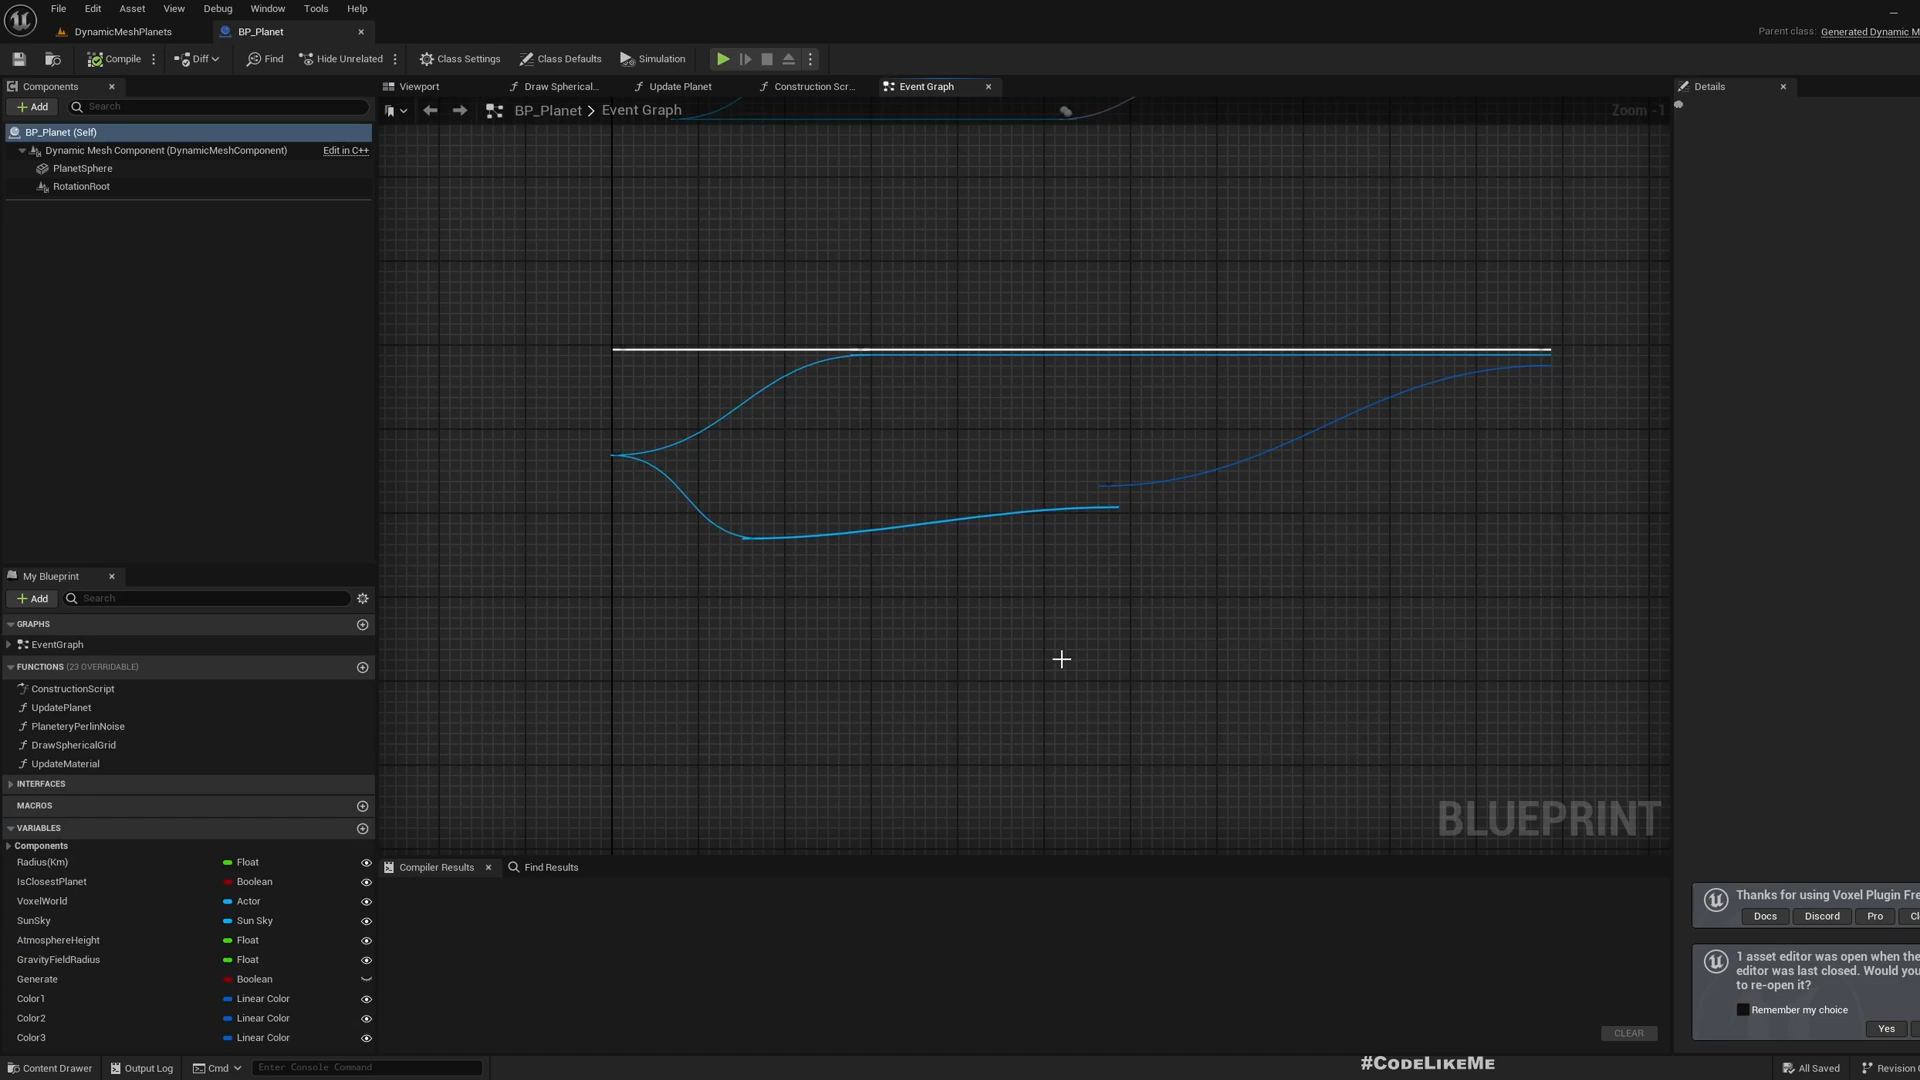 File Edit Asset View Debug Window Tools Help
DynamicMeshPlanets
BP_Planet
Parent class: Generated Dynamic M
Compile
Diff
Find
Hide Unrelated
Class Settings
Class Defaults
Simulation
Components
Add
Search
BP_Planet (Self)
Dynamic Mesh Component (DynamicMeshComponent) Edit in C++
PlanetSphere
RotationRoot
Viewport
Draw Spherical...
Update Planet
Construction Scr...
Event Graph
BP_Planet > Event Graph
Zoom -1
Details
My Blueprint
Add
Search
GRAPHS
EventGraph
FUNCTIONS (23 OVERRIDABLE)
ConstructionScript
UpdatePlanet
PlaneteryPerlinNoise
DrawSphericalGrid
UpdateMaterial
INTERFACES
MACROS
VARIABLES
Components
Radius(Km) Float
IsClosestPlanet Boolean
VoxelWorld Actor
SunSky Sun Sky
AtmosphereHeight Float
GravityFieldRadius Float
Generate Boolean
Color1 Linear Color
Color2 Linear Color
Color3 Linear Color
BLUEPRINT
Compiler Results
Find Results
CLEAR
Thanks for using Voxel Plugin Fre
Docs Discord Pro Cl
1 asset editor was open when the
editor was last closed. Would you
to re-open it?
Remember my choice
Yes
Content Drawer
Output Log
Cmd
Enter Console Command
#CodeLikeMe
All Saved
Revision C